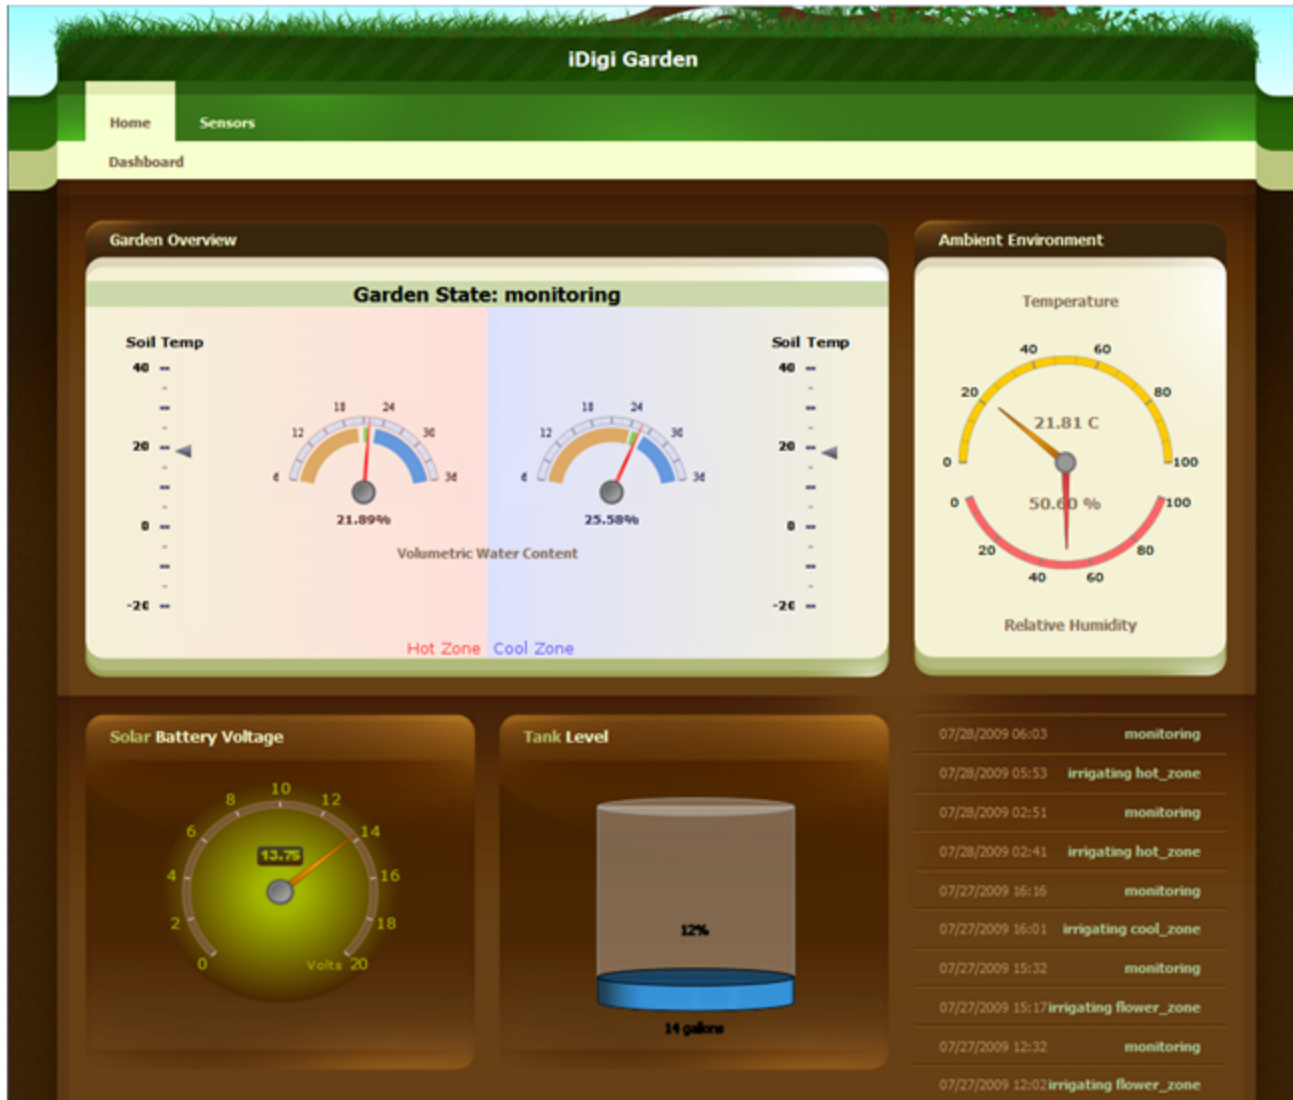 iDigi Garden
Home
Sensors
Dashboard
Garden Overview
Garden State: monitoring
Soil Temp
40
20
0
-20
6
12
18
24
30
36
21.89%
6
12
18
24
30
36
25.58%
Volumetric Water Content
Soil Temp
40
20
0
-20
Hot Zone
Cool Zone
Ambient Environment
Temperature
0
20
40
60
80
100
21.81 C
50.60 %
0
20
40
60
80
100
Relative Humidity
Solar Battery Voltage
0
2
4
6
8
10
12
14
16
18
20
13.75
Volts
Tank Level
12%
14 gallons
07/28/2009 06:03 monitoring
07/28/2009 05:53 irrigating hot_zone
07/28/2009 02:51 monitoring
07/28/2009 02:41 irrigating hot_zone
07/27/2009 16:16 monitoring
07/27/2009 16:01 irrigating cool_zone
07/27/2009 15:32 monitoring
07/27/2009 15:17 irrigating flower_zone
07/27/2009 12:32 monitoring
07/27/2009 12:02 irrigating flower_zone